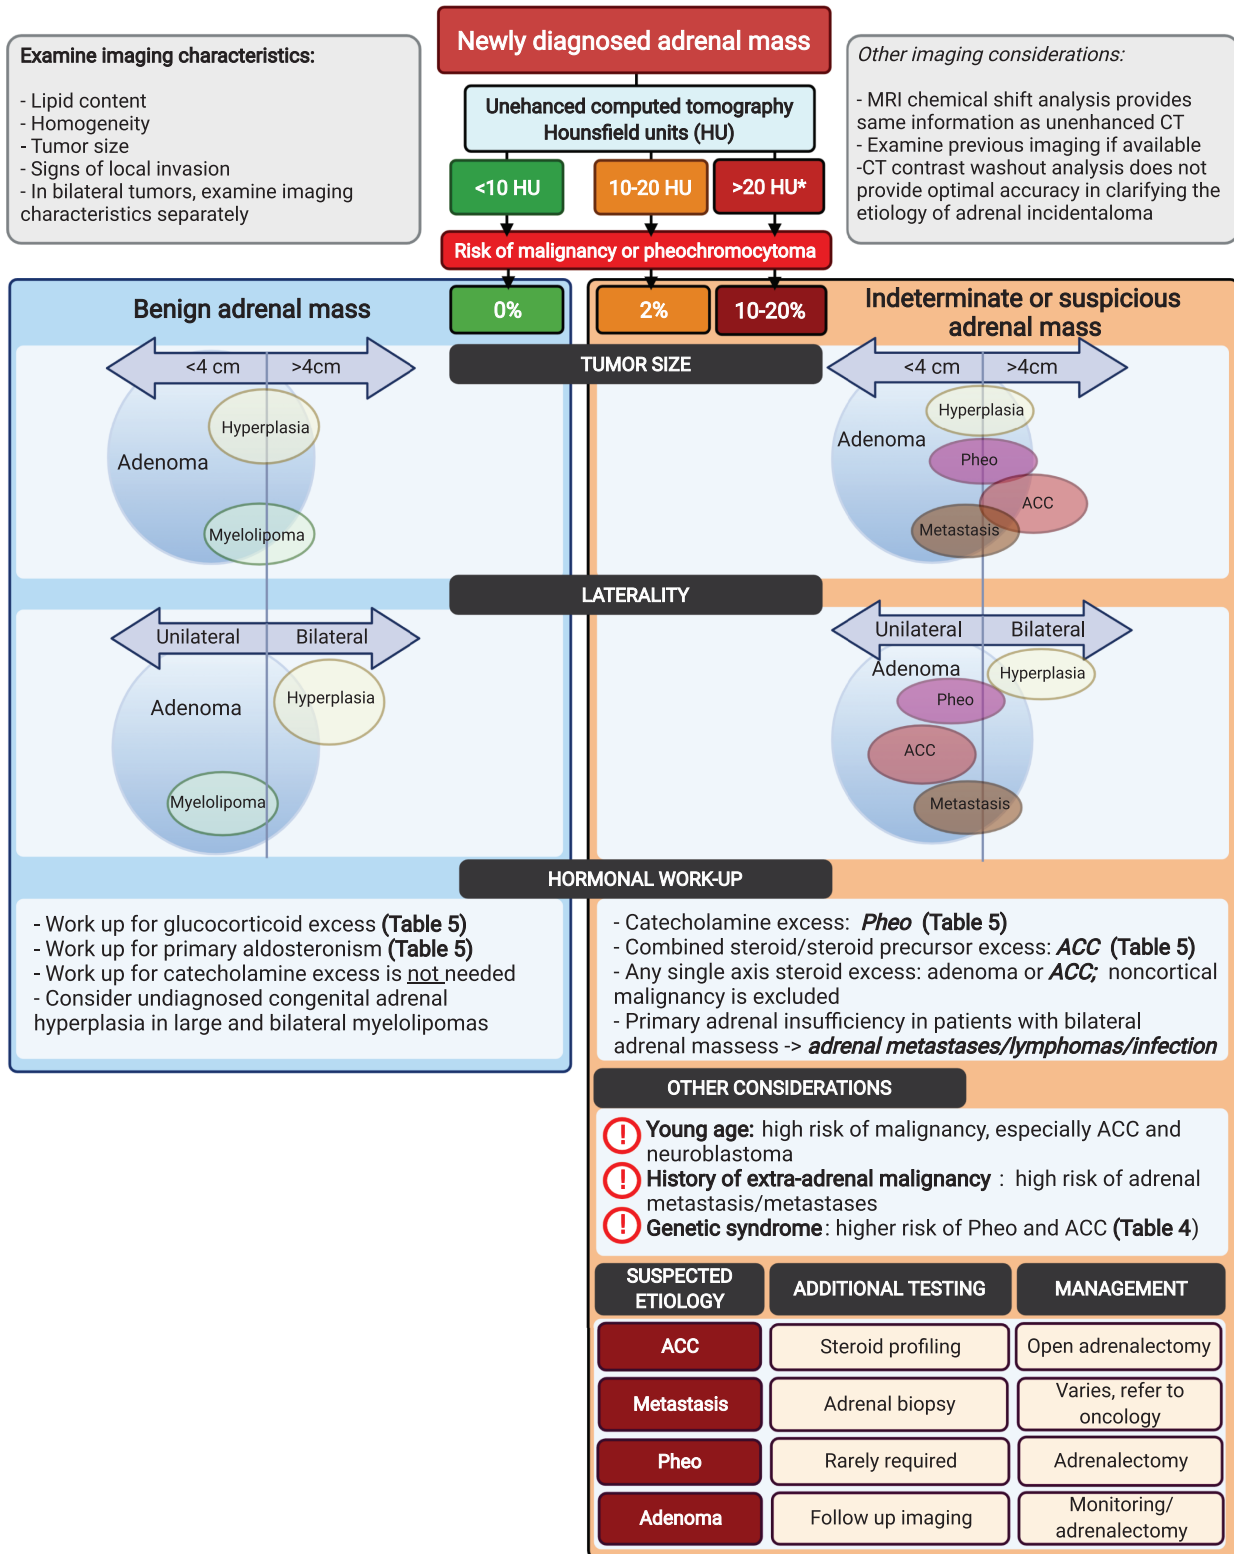 Newly diagnosed adrenal mass
Examine imaging characteristics:
- Lipid content
- Homogeneity
- Tumor size
- Signs of local invasion
- In bilateral tumors, examine imaging
characteristics separately
Unehanced computed tomography
Hounsfield units (HU)
<10 HU
10-20 HU
>20 HU*
Other imaging considerations:
- MRI chemical shift analysis provides
same information as unenhanced CT
- Examine previous imaging if available
-CT contrast washout analysis does not
provide optimal accuracy in clarifying the
etiology of adrenal incidentaloma
Risk of malignancy or pheochromocytoma
0%
2%
10-20%
Benign adrenal mass
Indeterminate or suspicious
adrenal mass
TUMOR SIZE
<4 cm
>4cm
Hyperplasia
Adenoma
Myelolipoma
<4 cm
>4cm
Hyperplasia
Adenoma
Pheo
ACC
Metastasis
LATERALITY
Unilateral
Bilateral
Hyperplasia
Adenoma
Myelolipoma
Unilateral
Bilateral
Adenoma
Hyperplasia
Pheo
ACC
Metastasis
HORMONAL WORK-UP
- Work up for glucocorticoid excess (Table 5)
- Work up for primary aldosteronism (Table 5)
- Work up for catecholamine excess is not needed
- Consider undiagnosed congenital adrenal
hyperplasia in large and bilateral myelolipomas
- Catecholamine excess: Pheo (Table 5)
- Combined steroid/steroid precursor excess: ACC (Table 5)
- Any single axis steroid excess: adenoma or ACC; noncortical
malignancy is excluded
- Primary adrenal insufficiency in patients with bilateral
adrenal massess -> adrenal metastases/lymphomas/infection
OTHER CONSIDERATIONS
! Young age: high risk of malignancy, especially ACC and
neuroblastoma
! History of extra-adrenal malignancy : high risk of adrenal
metastasis/metastases
! Genetic syndrome: higher risk of Pheo and ACC (Table 4)
SUSPECTED
ETIOLOGY
ADDITIONAL TESTING
MANAGEMENT
ACC
Steroid profiling
Open adrenalectomy
Metastasis
Adrenal biopsy
Varies, refer to
oncology
Pheo
Rarely required
Adrenalectomy
Adenoma
Follow up imaging
Monitoring/
adrenalectomy